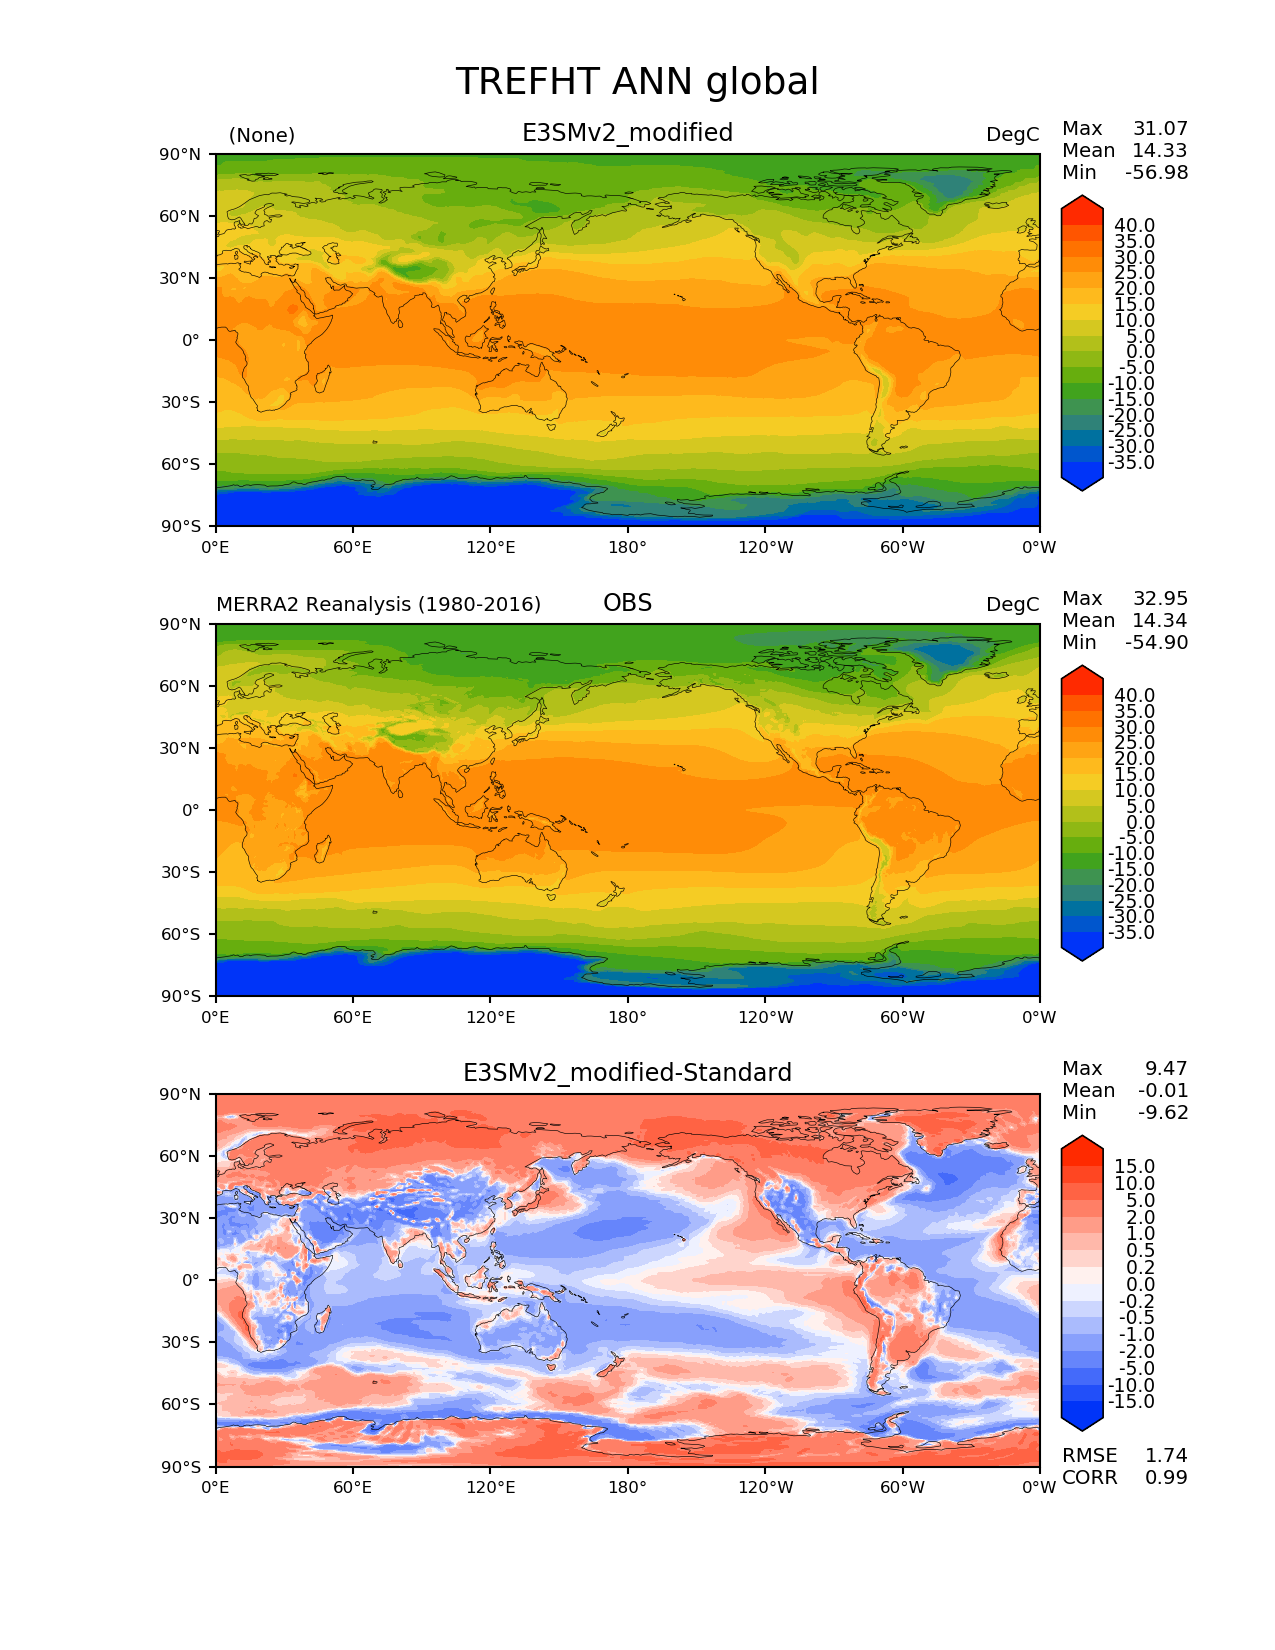 TREFHT ANN global
(None) E3SMv2_modified DegC
Max 31.07
Mean 14.33
Min -56.98
90°N
60°N
30°N
0°
30°S
60°S
90°S
0°E 60°E 120°E 180° 120°W 60°W 0°W
40.0
35.0
30.0
25.0
20.0
15.0
10.0
5.0
0.0
-5.0
-10.0
-15.0
-20.0
-25.0
-30.0
-35.0
MERRA2 Reanalysis (1980-2016) OBS DegC
Max 32.95
Mean 14.34
Min -54.90
90°N
60°N
30°N
0°
30°S
60°S
90°S
0°E 60°E 120°E 180° 120°W 60°W 0°W
40.0
35.0
30.0
25.0
20.0
15.0
10.0
5.0
0.0
-5.0
-10.0
-15.0
-20.0
-25.0
-30.0
-35.0
E3SMv2_modified-Standard
Max 9.47
Mean -0.01
Min -9.62
90°N
60°N
30°N
0°
30°S
60°S
90°S
0°E 60°E 120°E 180° 120°W 60°W 0°W
15.0
10.0
5.0
2.0
1.0
0.5
0.2
0.0
-0.2
-0.5
-1.0
-2.0
-5.0
-10.0
-15.0
RMSE 1.74
CORR 0.99